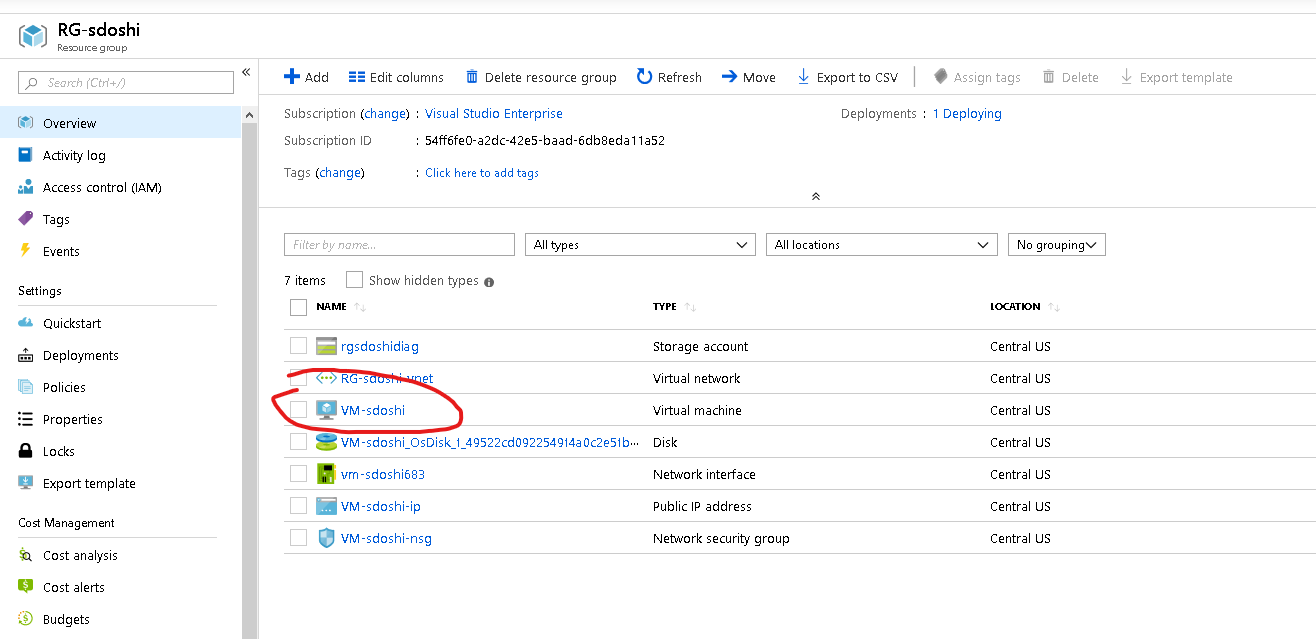 RG-sdoshi
Resource group
Search (Ctrl+/)
«
Overview
Activity log
Access control (IAM)
Tags
Events
Settings
Quickstart
Deployments
Policies
Properties
Locks
Export template
Cost Management
Cost analysis
Cost alerts
Budgets
Add Edit columns Delete resource group Refresh Move Export to CSV Assign tags Delete Export template
Subscription (change) : Visual Studio Enterprise Deployments : 1 Deploying
Subscription ID : 54ff6fe0-a2dc-42e5-baad-6db8eda11a52
Tags (change) : Click here to add tags
Filter by name... All types All locations No grouping
7 items Show hidden types
NAME TYPE LOCATION
rgsdoshidiag Storage account Central US
RG-sdoshi-vnet Virtual network Central US
VM-sdoshi Virtual machine Central US
VM-sdoshi_OsDisk_1_49522cd092254914a0c2e51b... Disk Central US
vm-sdoshi683 Network interface Central US
VM-sdoshi-ip Public IP address Central US
VM-sdoshi-nsg Network security group Central US